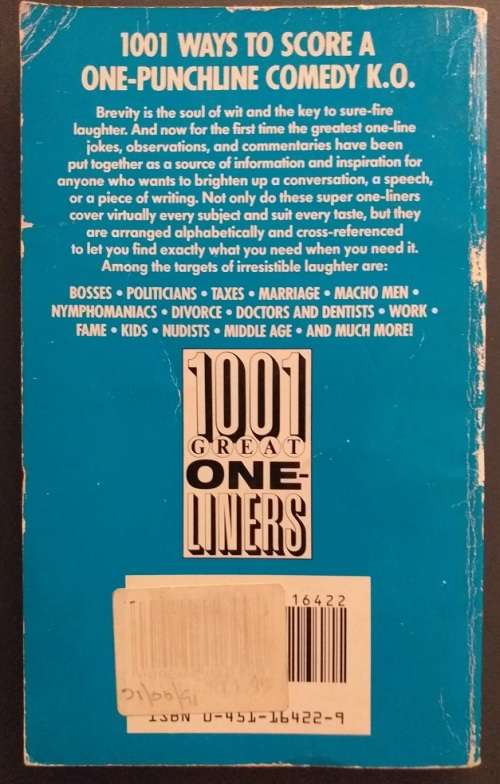 1001 WAYS TO SCORE A
ONE-PUNCHLINE COMEDY K.O.
Brevity is the soul of wit and the key to sure-fire
laughter. And now for the first time the greatest one-line
jokes, observations, and commentaries have been
put together as a source of information and inspiration for
anyone who wants to brighten up a conversation, a speech,
or a piece of writing. Not only do these super one-liners
cover virtually every subject and suit every taste, but they
are arranged alphabetically and cross-referenced
to let you find exactly what you need when you need it.
Among the targets of irresistible laughter are:
BOSSES • POLITICIANS • TAXES • MARRIAGE • MACHO MEN •
NYMPHOMANIACS • DIVORCE • DOCTORS AND DENTISTS • WORK •
FAME • KIDS • NUDISTS • MIDDLE AGE • AND MUCH MORE!
1001
GREAT
ONE-
LINERS
16422
ISBN 0-451-16422-9